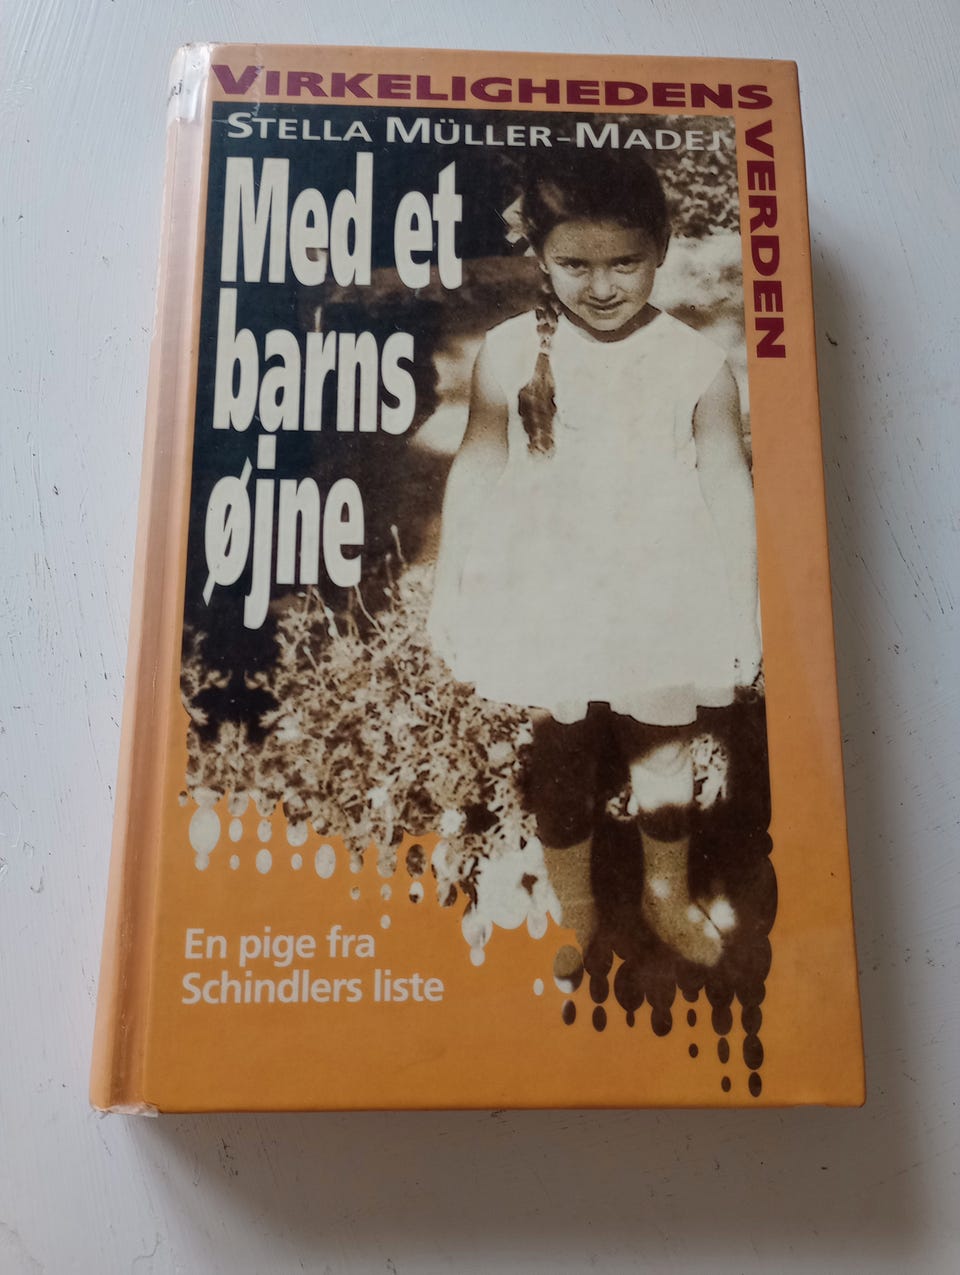 VIRKELIGHEDENS
VERDEN
STELLA MÜLLER-MADEJ
Med et
barns
øjne
En pige fra
Schindlers liste